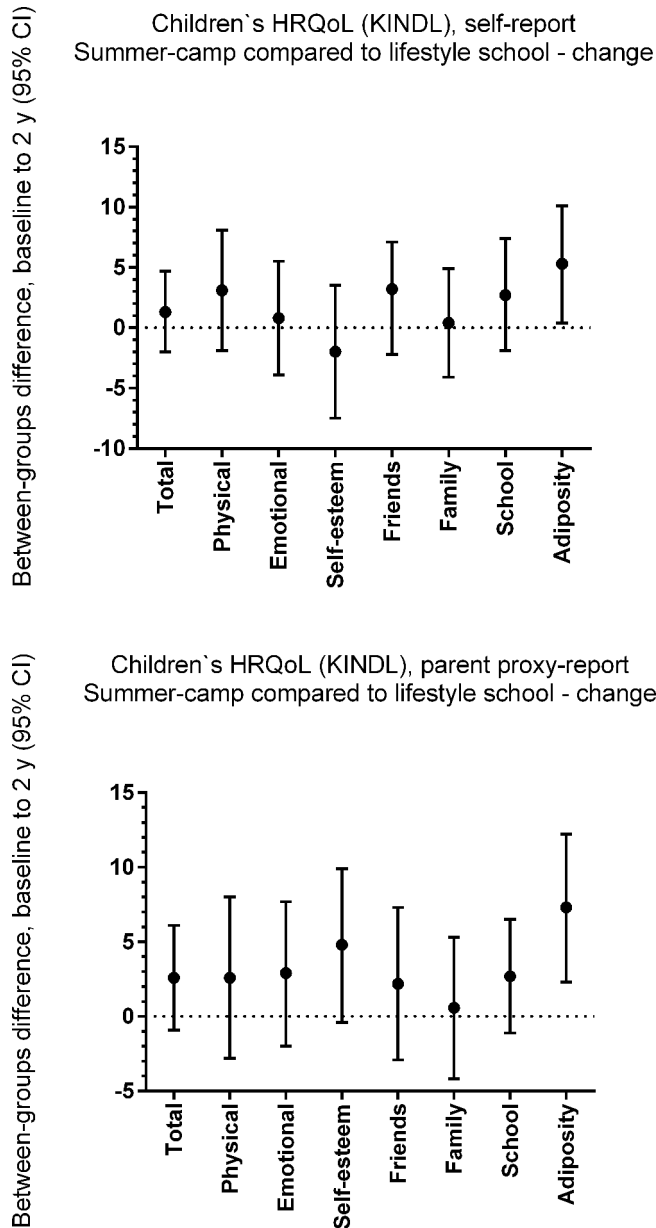 Children`s HRQoL (KINDL), self-report
Summer-camp compared to lifestyle school - change
Between-groups difference, baseline to 2 y (95% CI)
15
10
5
0
-5
-10
Total
Physical
Emotional
Self-esteem
Friends
Family
School
Adiposity
Children`s HRQoL (KINDL), parent proxy-report
Summer-camp compared to lifestyle school - change
Between-groups difference, baseline to 2 y (95% CI)
15
10
5
0
-5
Total
Physical
Emotional
Self-esteem
Friends
Family
School
Adiposity